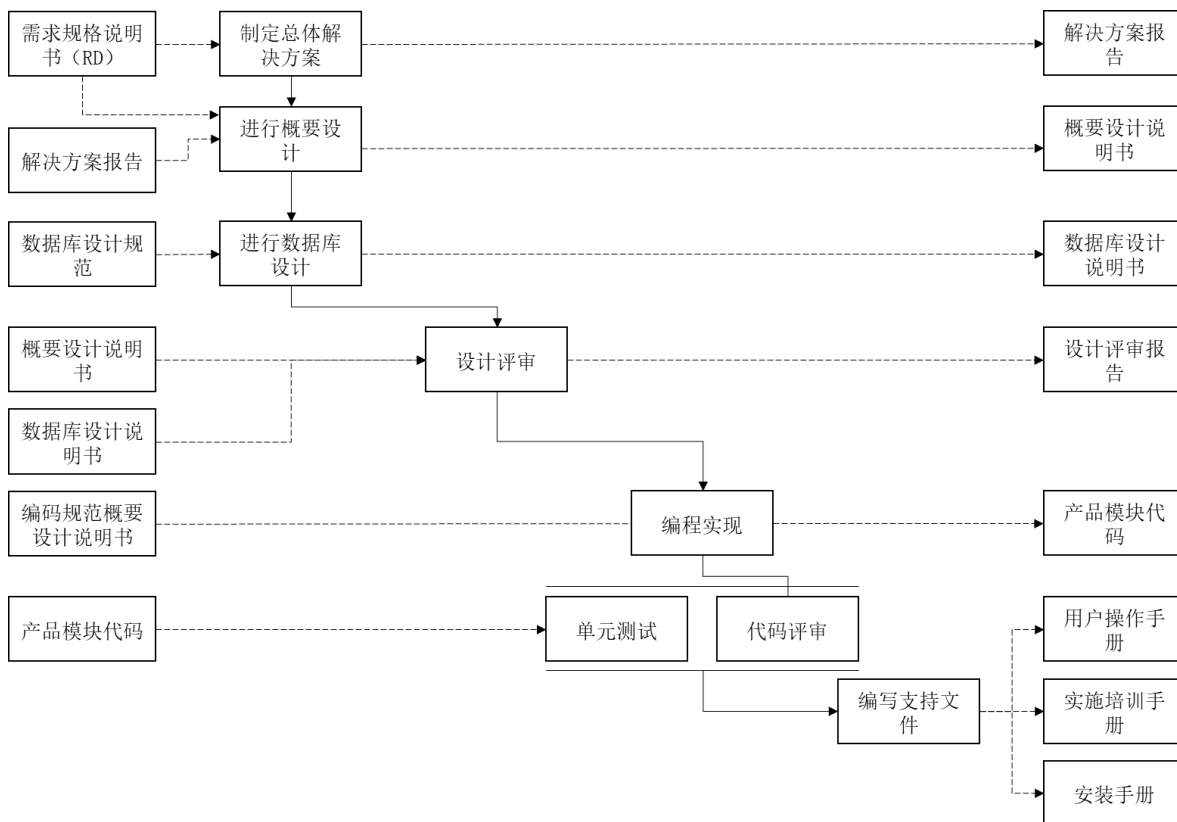 需求规格说明
书（RD）
制定总体解
决方案
解决方案报
告
进行概要设
计
概要设计说
明书
解决方案报告
数据库设计规
范
进行数据库
设计
数据库设计
说明书
概要设计说明
书
设计评审
设计评审报
告
数据库设计说
明书
编码规范概要
设计说明书
编程实现
产品模块代
码
产品模块代码
单元测试
代码评审
用户操作手
册
编写支持文
件
实施培训手
册
安装手册